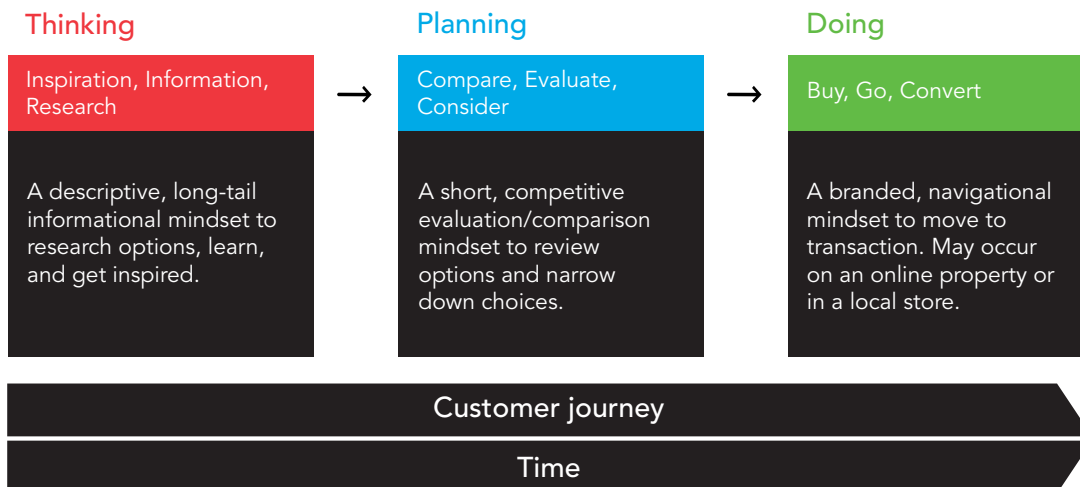 Thinking
Inspiration, Information,
Research
A descriptive, long-tail
informational mindset to
research options, learn,
and get inspired.
Planning
Compare, Evaluate,
Consider
A short, competitive
evaluation/comparison
mindset to review
options and narrow
down choices.
Doing
Buy, Go, Convert
A branded, navigational
mindset to move to
transaction. May occur
on an online property or
in a local store.
Customer journey
Time